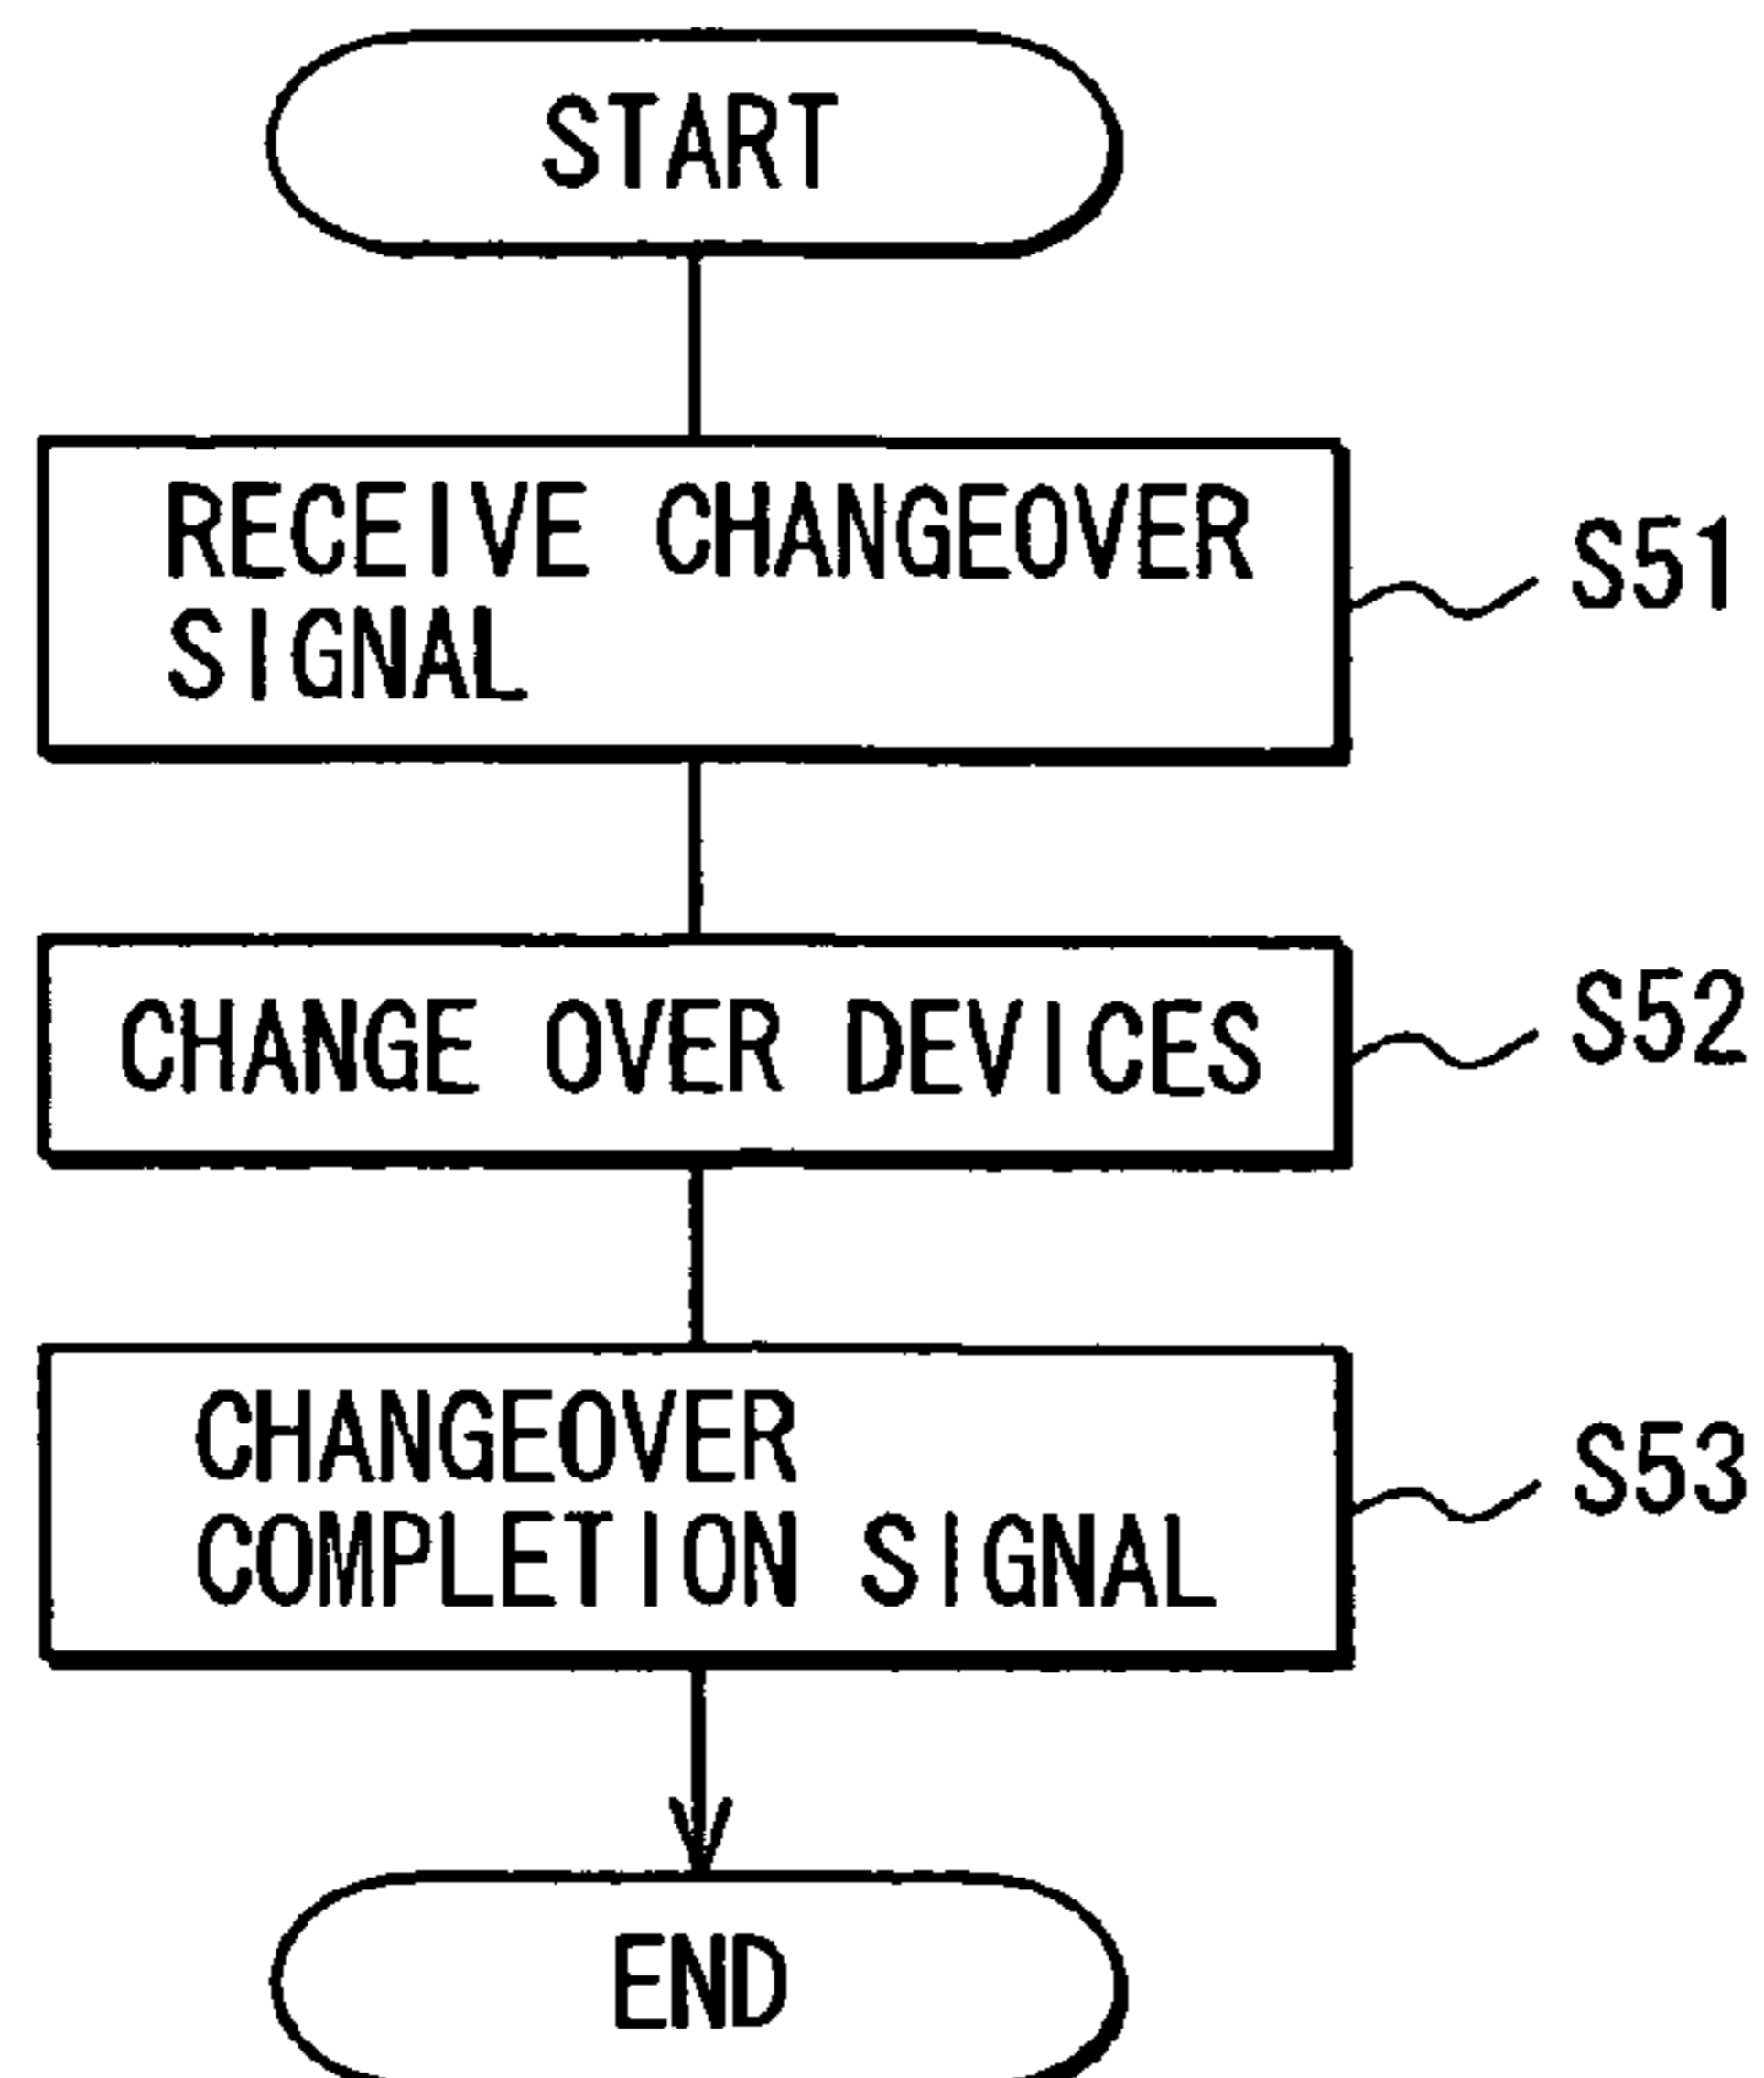 START
RECEIVE CHANGEOVER
SIGNAL
S51
CHANGE OVER DEVICES
S52
CHANGEOVER
COMPLETION SIGNAL
S53
END